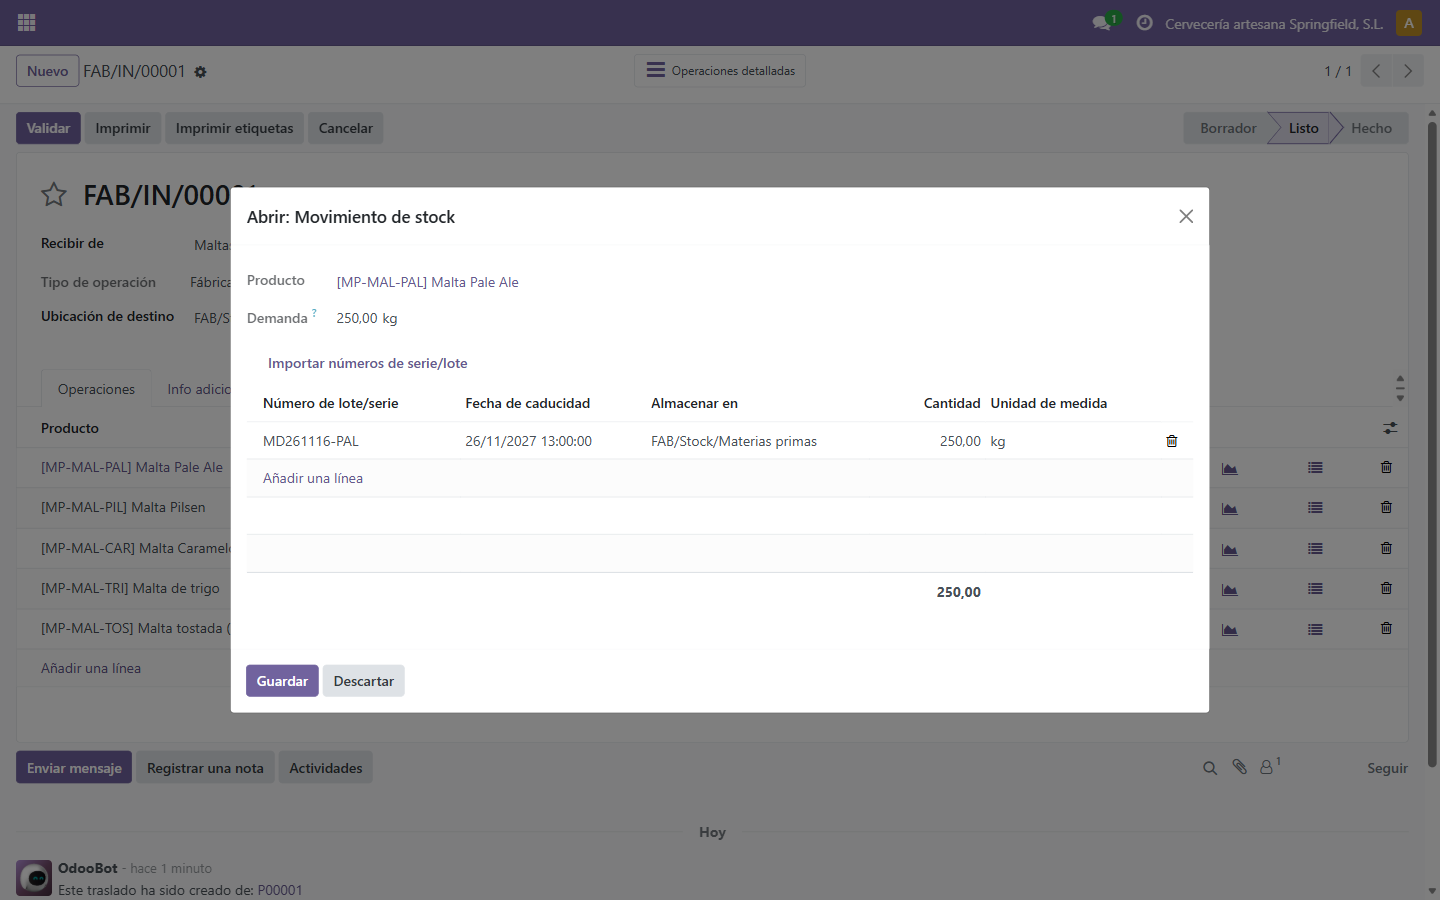 1
Cervecería artesana Springfield, S.L.
A
Nuevo
FAB/IN/00001
Operaciones detalladas
1 / 1
Validar
Imprimir
Imprimir etiquetas
Cancelar
Borrador
Listo
Hecho
FAB/IN/00001
Recibir de
Tipo de operación
Ubicación de destino
Operaciones
Producto
[MP-MAL-PAL] Malta Pale Ale
[MP-MAL-PIL] Malta Pilsen
[MP-MAL-CAR] Malta Caramelo
[MP-MAL-TRI] Malta de trigo
[MP-MAL-TOS] Malta tostada (
Añadir una línea
Abrir: Movimiento de stock
Producto
[MP-MAL-PAL] Malta Pale Ale
Demanda ?
250,00 kg
Importar números de serie/lote
Número de lote/serie
Fecha de caducidad
Almacenar en
Cantidad
Unidad de medida
MD261116-PAL
26/11/2027 13:00:00
FAB/Stock/Materias primas
250,00
kg
Añadir una línea
250,00
Guardar
Descartar
Enviar mensaje
Registrar una nota
Actividades
1
Seguir
Hoy
OdooBot - hace 1 minuto
Este traslado ha sido creado de: P00001